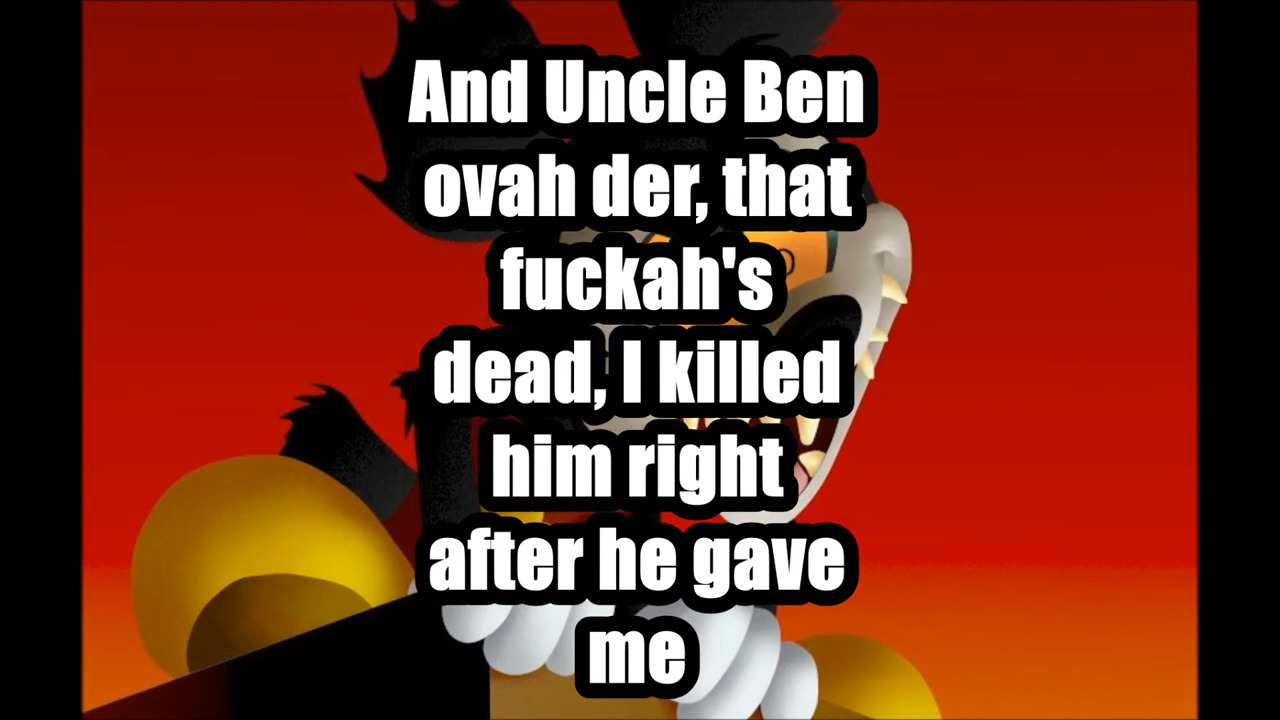 And Uncle Ben
ovah der, that
fuckah's
dead, I killed
him right
after he gave
me